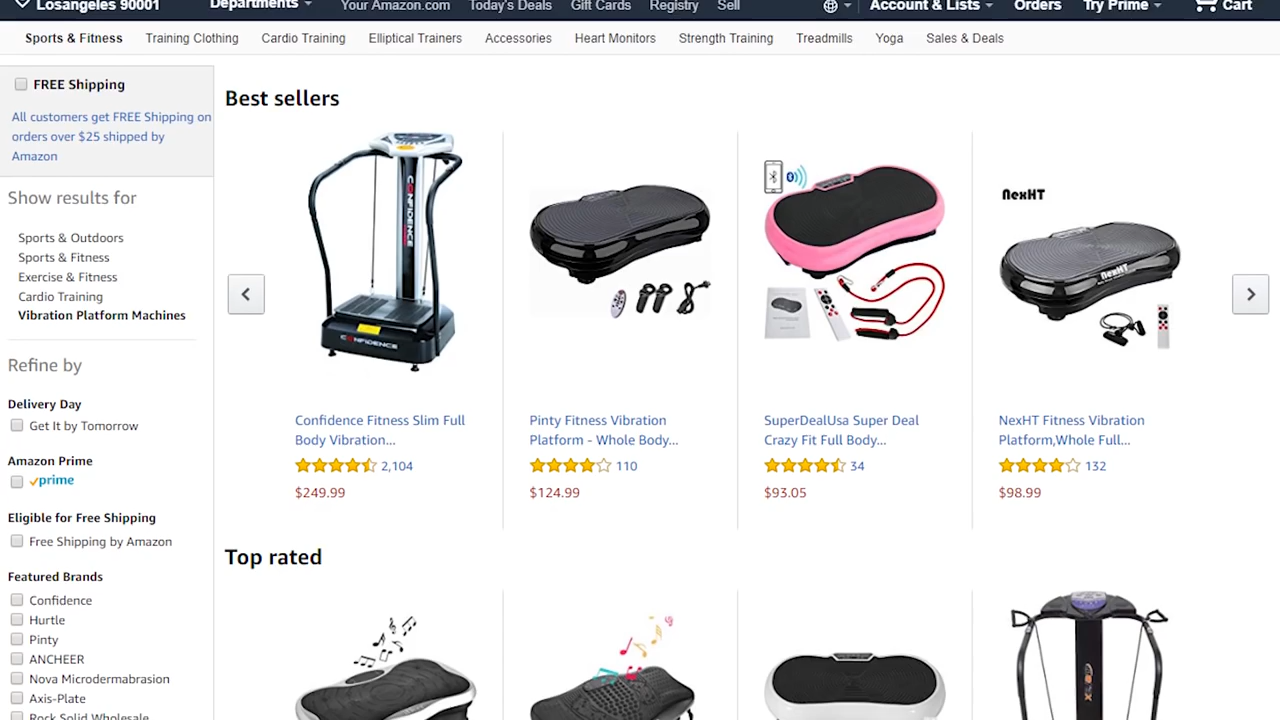 Losangeles 90001
Departments
Your Amazon.com
Today's Deals
Gift Cards
Registry
Sell
Account & Lists
Orders
Try Prime
Cart
Sports & Fitness
Training Clothing
Cardio Training
Elliptical Trainers
Accessories
Heart Monitors
Strength Training
Treadmills
Yoga
Sales & Deals
FREE Shipping
All customers get FREE Shipping on
orders over $25 shipped by
Amazon
Show results for
Sports & Outdoors
Sports & Fitness
Exercise & Fitness
Cardio Training
Vibration Platform Machines
Refine by
Delivery Day
Get It by Tomorrow
Amazon Prime
prime
Eligible for Free Shipping
Free Shipping by Amazon
Featured Brands
Confidence
Hurtle
Pinty
ANCHEER
Nova Microdermabrasion
Axis-Plate
Rock Solid Wholesale
Best sellers
CONFIDENCE
CONFIDENCE
Confidence Fitness Slim Full
Body Vibration...
2,104
$249.99
Pinty Fitness Vibration
Platform - Whole Body...
110
$124.99
SuperDealUsa Super Deal
Crazy Fit Full Body...
34
$93.05
NexHT
NexHT
NexHT Fitness Vibration
Platform,Whole Full...
132
$98.99
Top rated